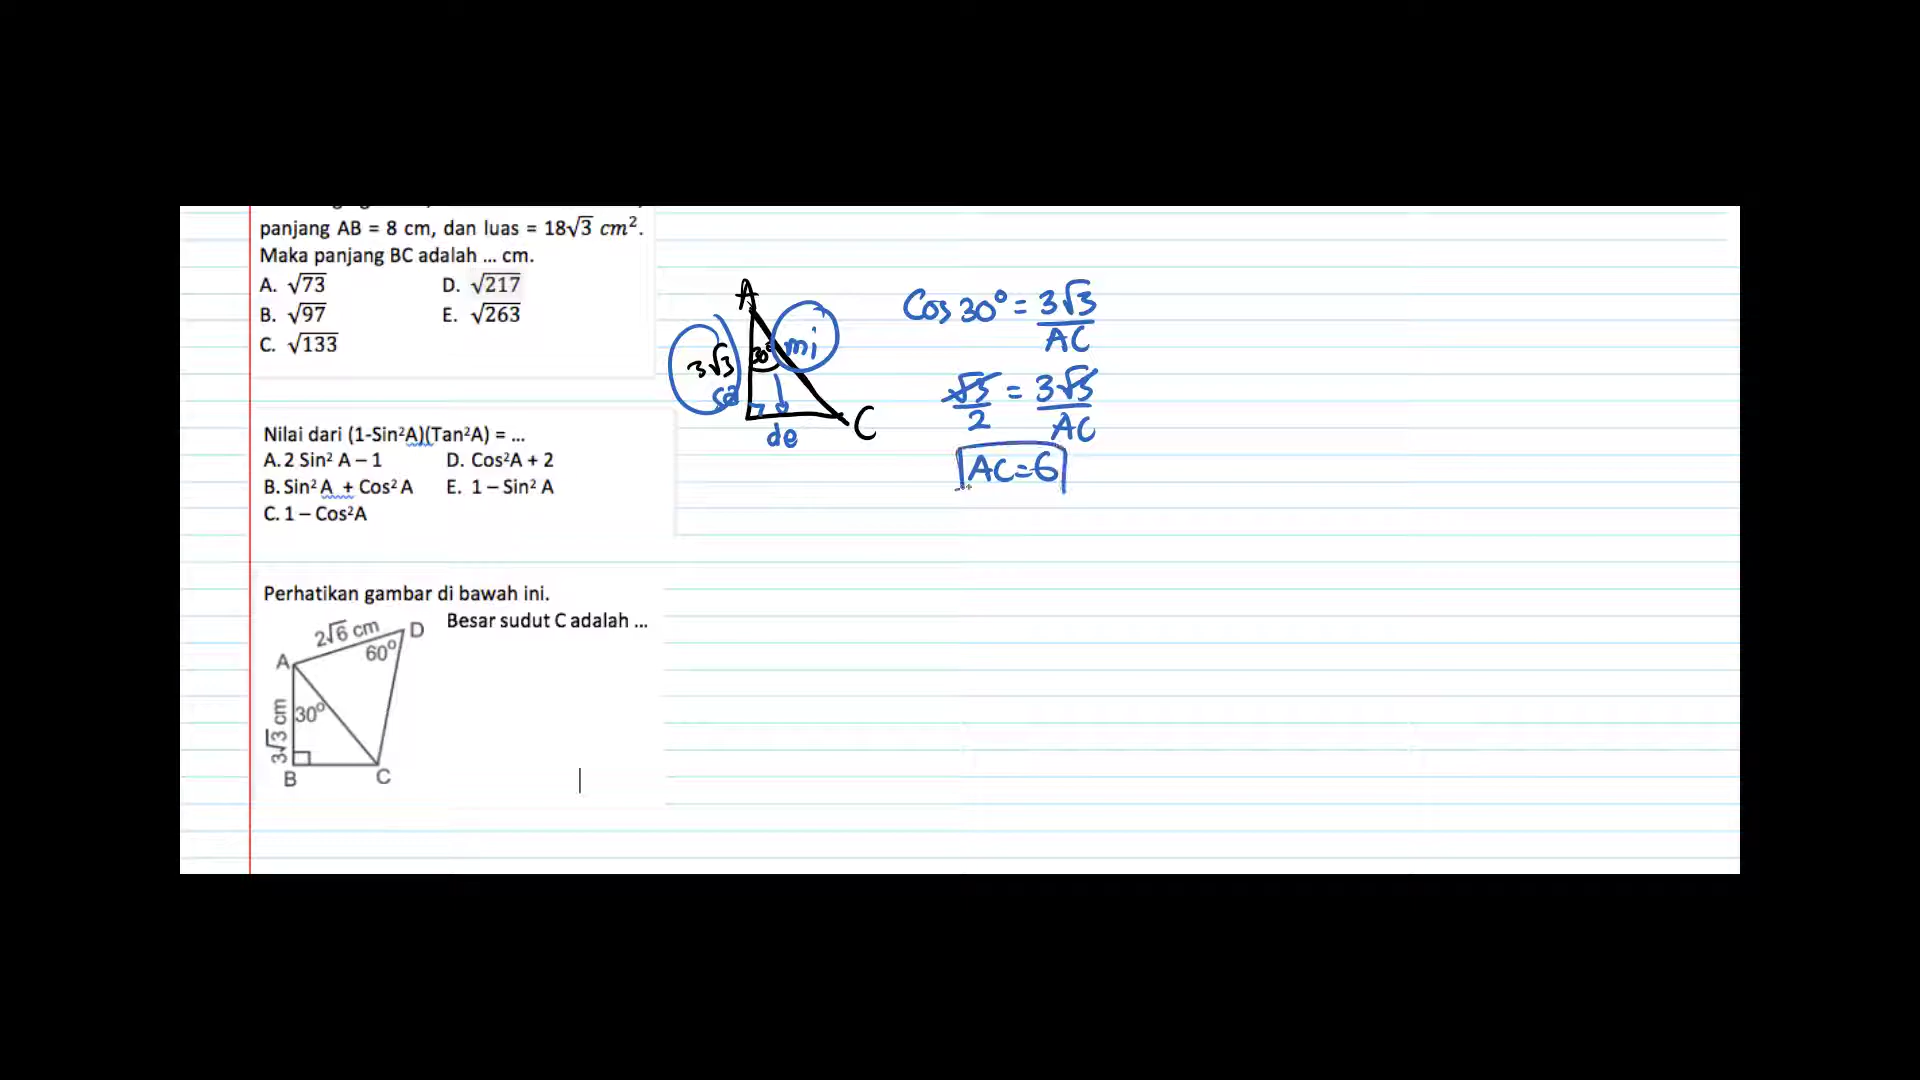 panjang AB = 8 cm, dan luas = 18√3 cm².
Maka panjang BC adalah ... cm.
A. √73 D. √217
B. √97 E. √263
C. √133
Nilai dari (1-Sin²A)(Tan²A) = ...
A. 2 Sin² A – 1 D. Cos²A + 2
B. Sin² A + Cos² A E. 1 – Sin² A
C. 1 – Cos²A
Perhatikan gambar di bawah ini.
Besar sudut C adalah ...
2√6 cm
D
60°
A
30°
3√3 cm
B
C
A
3√3
30°
mi
sa
de
C
Cos 30° = 3√3
AC
√3 = 3√3
2 AC
AC = 6